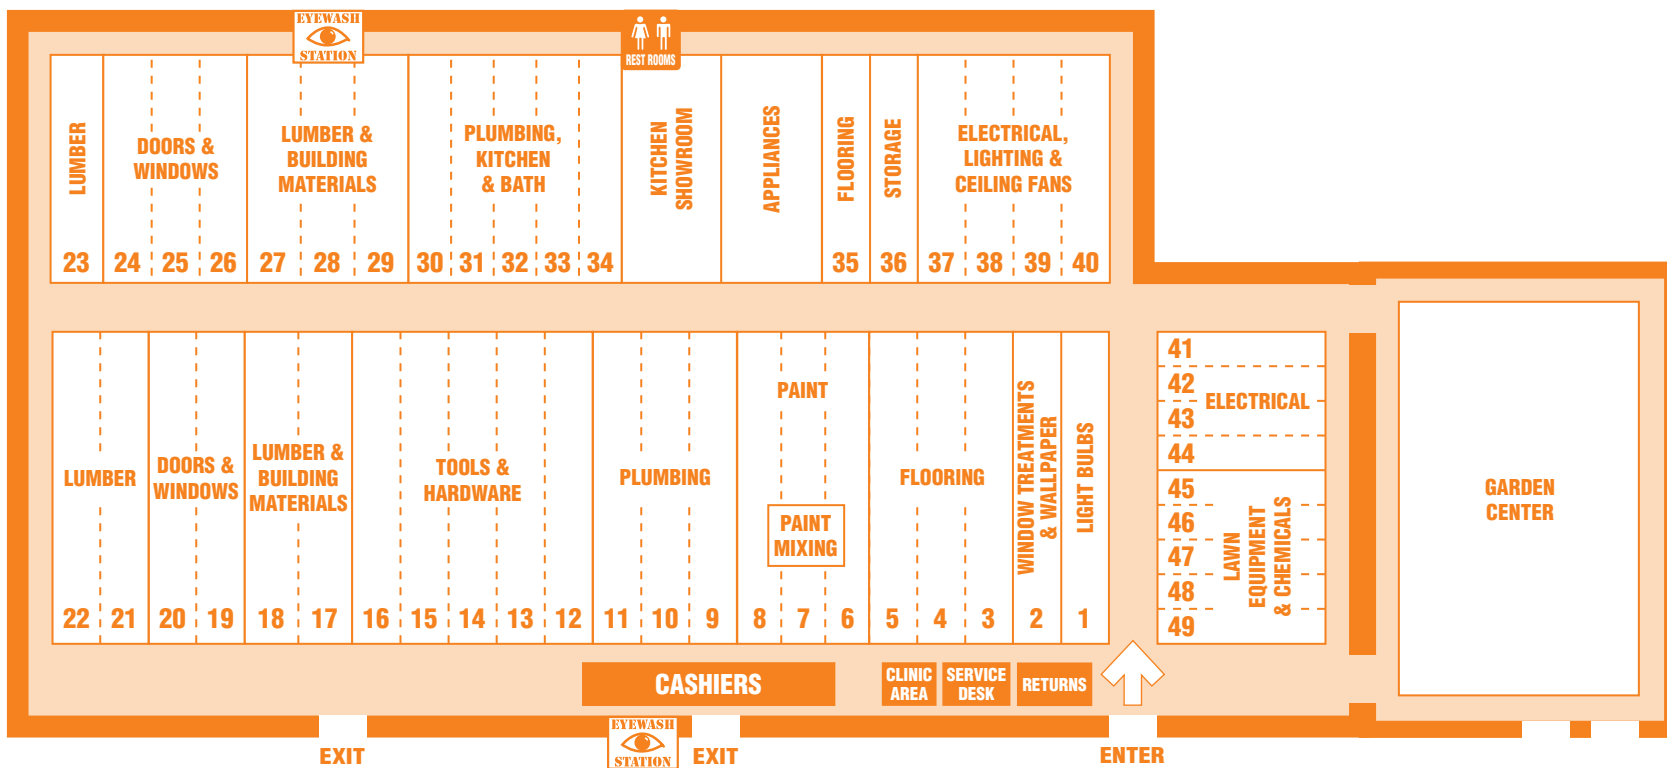 EYEWASH
STATION
REST ROOMS
LUMBER
DOORS &
WINDOWS
LUMBER &
BUILDING
MATERIALS
PLUMBING,
KITCHEN
& BATH
KITCHEN
SHOWROOM
APPLIANCES
FLOORING
STORAGE
ELECTRICAL,
LIGHTING &
CEILING FANS
23 24 25 26 27 28 29 30 31 32 33 34 35 36 37 38 39 40
LUMBER
DOORS &
WINDOWS
LUMBER &
BUILDING
MATERIALS
TOOLS &
HARDWARE
PLUMBING
PAINT
PAINT
MIXING
FLOORING
WINDOW TREATMENTS
& WALLPAPER
LIGHT BULBS
22 21 20 19 18 17 16 15 14 13 12 11 10 9 8 7 6 5 4 3 2 1
41
42
ELECTRICAL
43
44
45
46
47
48
49
LAWN
EQUIPMENT
& CHEMICALS
GARDEN
CENTER
CASHIERS
CLINIC
AREA
SERVICE
DESK
RETURNS
EXIT
EYEWASH
STATION
EXIT
ENTER